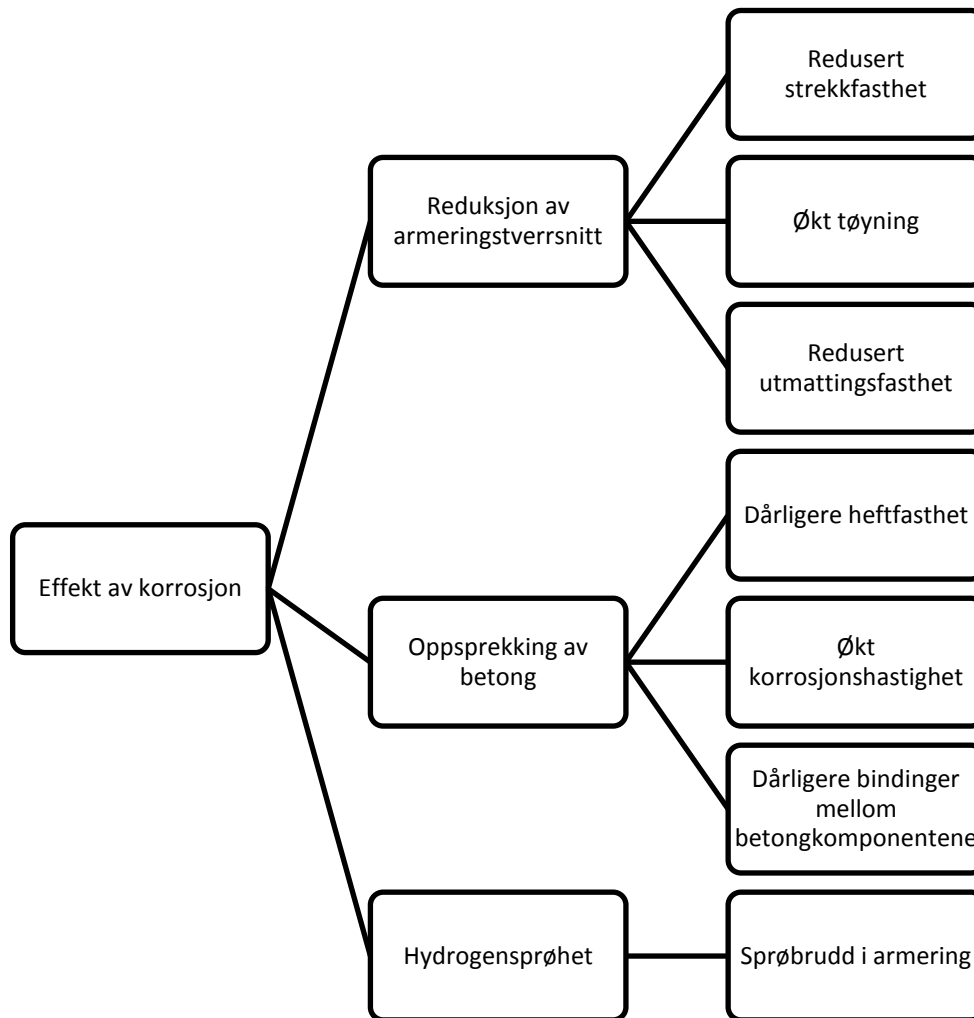 Effekt av korrosjon
Reduksjon av
armeringstverrsnitt
Redusert
strekkfasthet
Økt tøyning
Redusert
utmattingsfasthet
Oppsprekking av
betong
Dårligere heftfasthet
Økt
korrosjonshastighet
Dårligere bindinger
mellom
betongkomponentene
Hydrogensprøhet
Sprøbrudd i armering